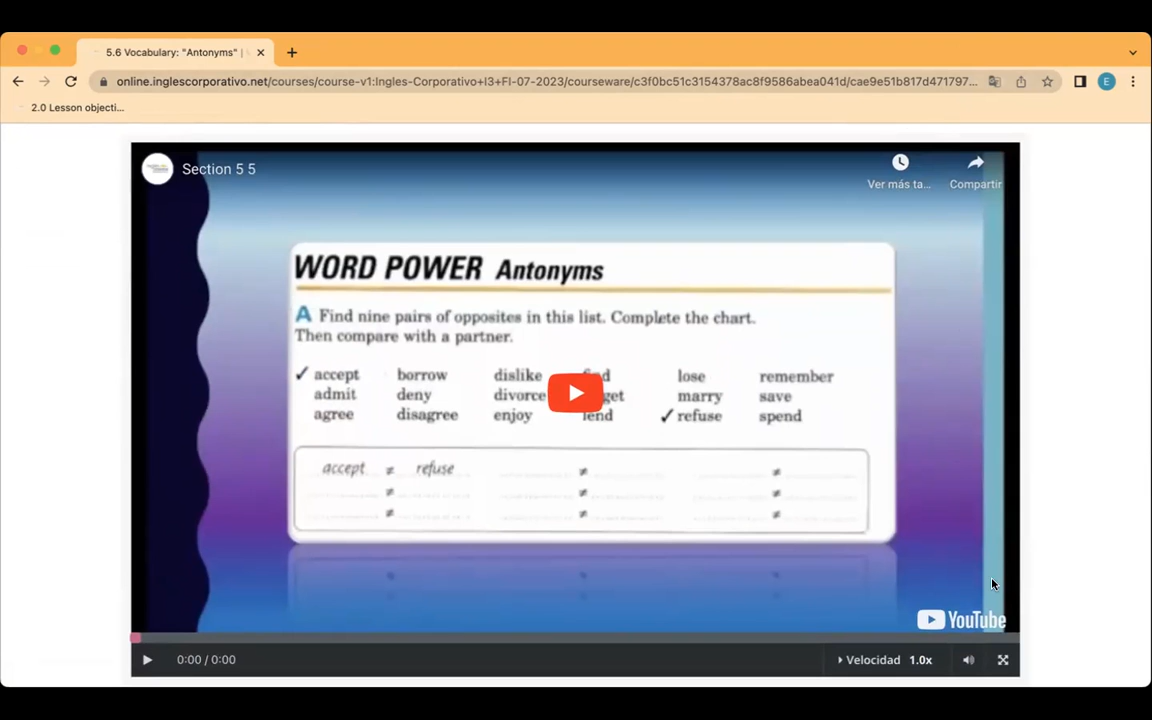 5.6 Vocabulary: "Antonyms" |
online.inglescorporativo.net/courses/course-v1:Ingles-Corporativo+I3+FI-07-2023/courseware/c3f0bc51c3154378ac8f9586abea041d/cae9e51b817d471797...
E
2.0 Lesson objecti...
Section 5 5
Ver más ta...
Compartir
WORD POWER Antonyms
A Find nine pairs of opposites in this list. Complete the chart.
Then compare with a partner.
✓ accept borrow dislike lose remember
admit deny divorce marry save
agree disagree enjoy lend ✓ refuse spend
accept ≠ refuse ≠ ≠
≠ ≠ ≠
≠ ≠ ≠
YouTube
0:00 / 0:00
Velocidad 1.0x